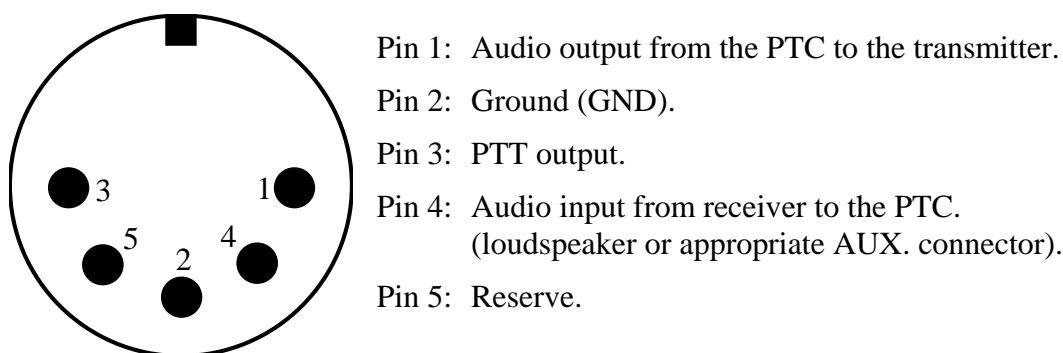 3
1
5
4
2
Pin 1: Audio output from the PTC to the transmitter.
Pin 2: Ground (GND).
Pin 3: PTT output.
Pin 4: Audio input from receiver to the PTC.
(loudspeaker or appropriate AUX. connector).
Pin 5: Reserve.